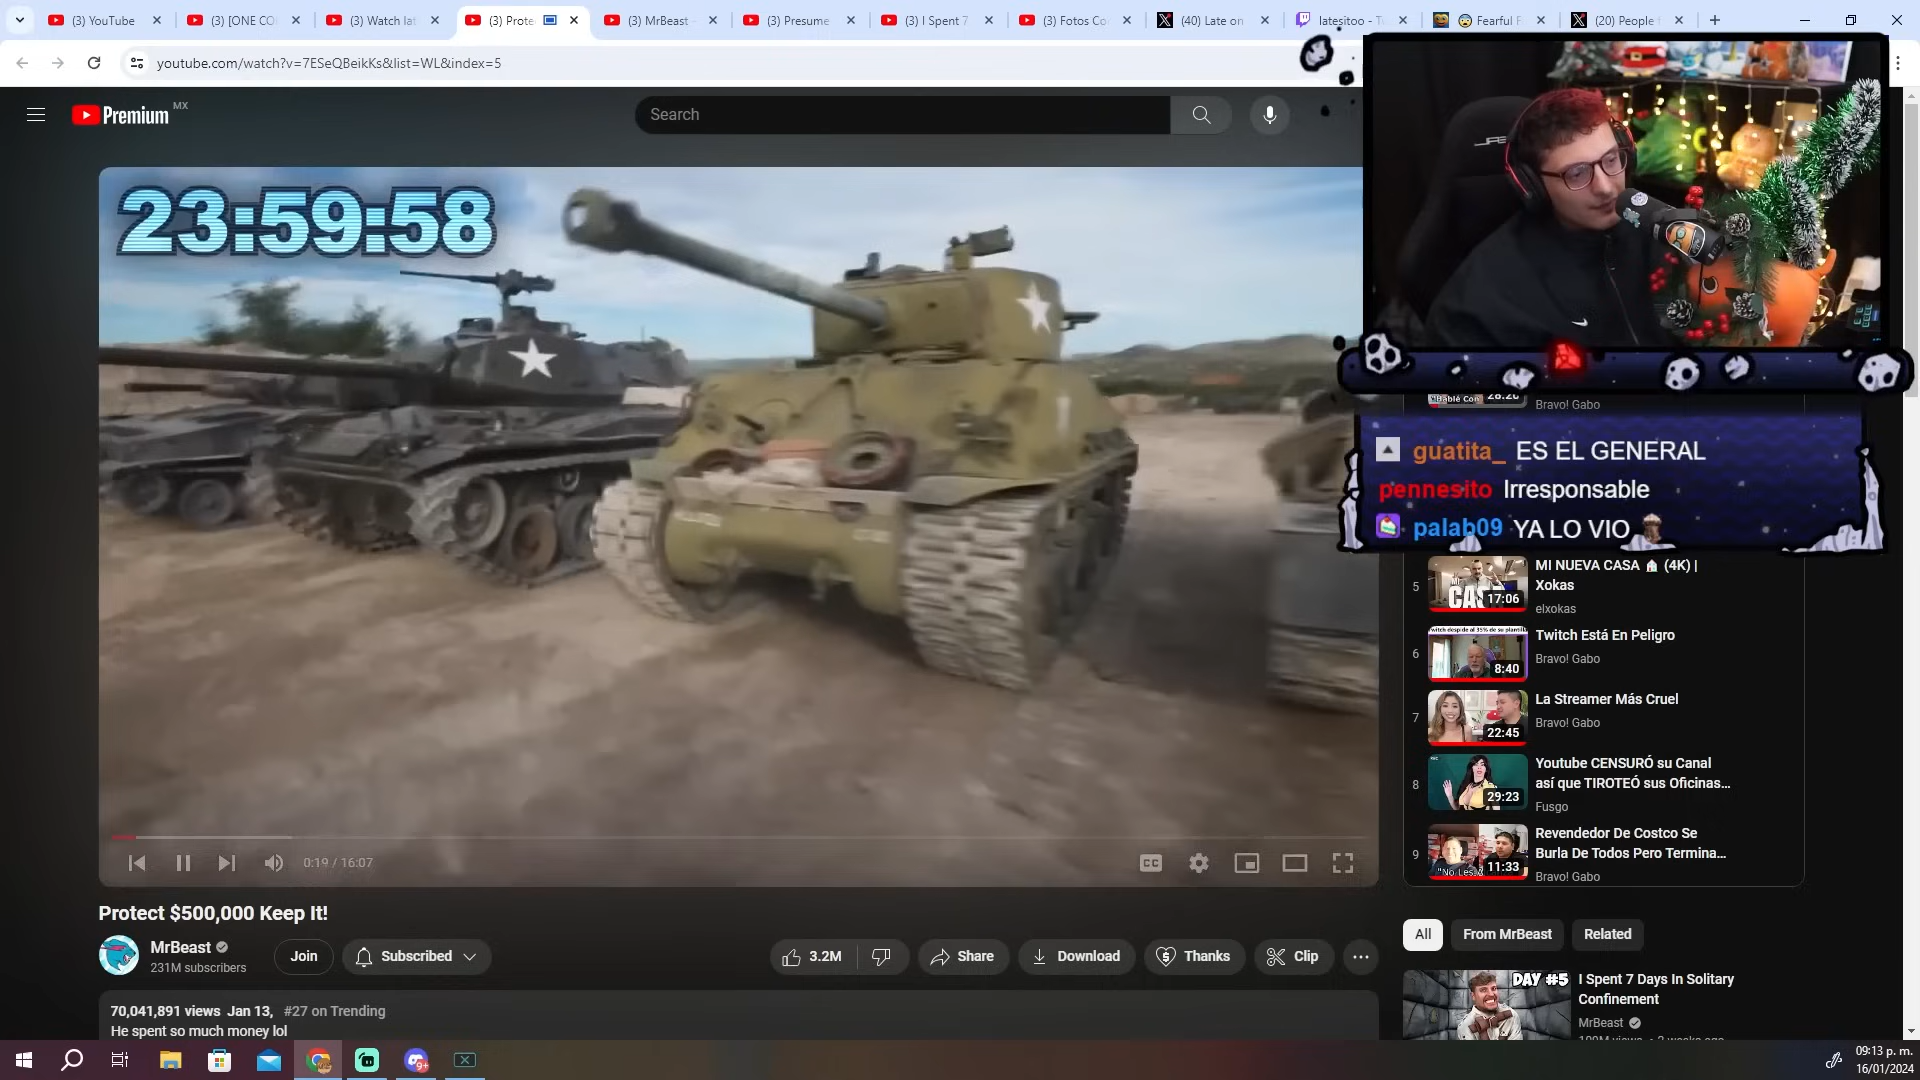 (3) YouTube
(3) [ONE CO
(3) Watch lat
(3) Prote
(3) MrBeast -
(3) Presume
(3) I Spent 7
(3) Fotos Co
(40) Late on
latesitoo - Tw
😨 Fearful F
(20) People t
youtube.com/watch?v=7ESeQBeikKs&list=WL&index=5
Premium MX
Search
23:59:58
Bravo! Gabo
guatita_ ES EL GENERAL
pennesito Irresponsable
palab09 YA LO VIO
5
17:06
MI NUEVA CASA 🏠 (4K) |
Xokas
elxokas
6
8:40
Twitch Está En Peligro
Bravo! Gabo
7
22:45
La Streamer Más Cruel
Bravo! Gabo
8
29:23
Youtube CENSURÓ su Canal
así que TIROTEÓ sus Oficinas...
Fusgo
9
11:33
Revendedor De Costco Se
Burla De Todos Pero Termina...
Bravo! Gabo
0:19 / 16:07
CC
Protect $500,000 Keep It!
MrBeast
231M subscribers
Join
Subscribed
3.2M
Share
Download
Thanks
Clip
All
From MrBeast
Related
70,041,891 views Jan 13, #27 on Trending
He spent so much money lol
DAY #5
I Spent 7 Days In Solitary
Confinement
MrBeast
9+
09:13 p. m.
16/01/2024